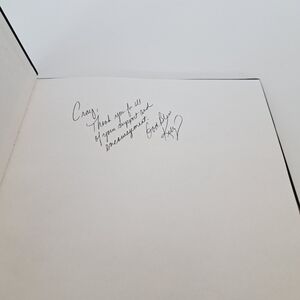 Craig,
Thank you for all
of your support and
encouragement.
God Bless